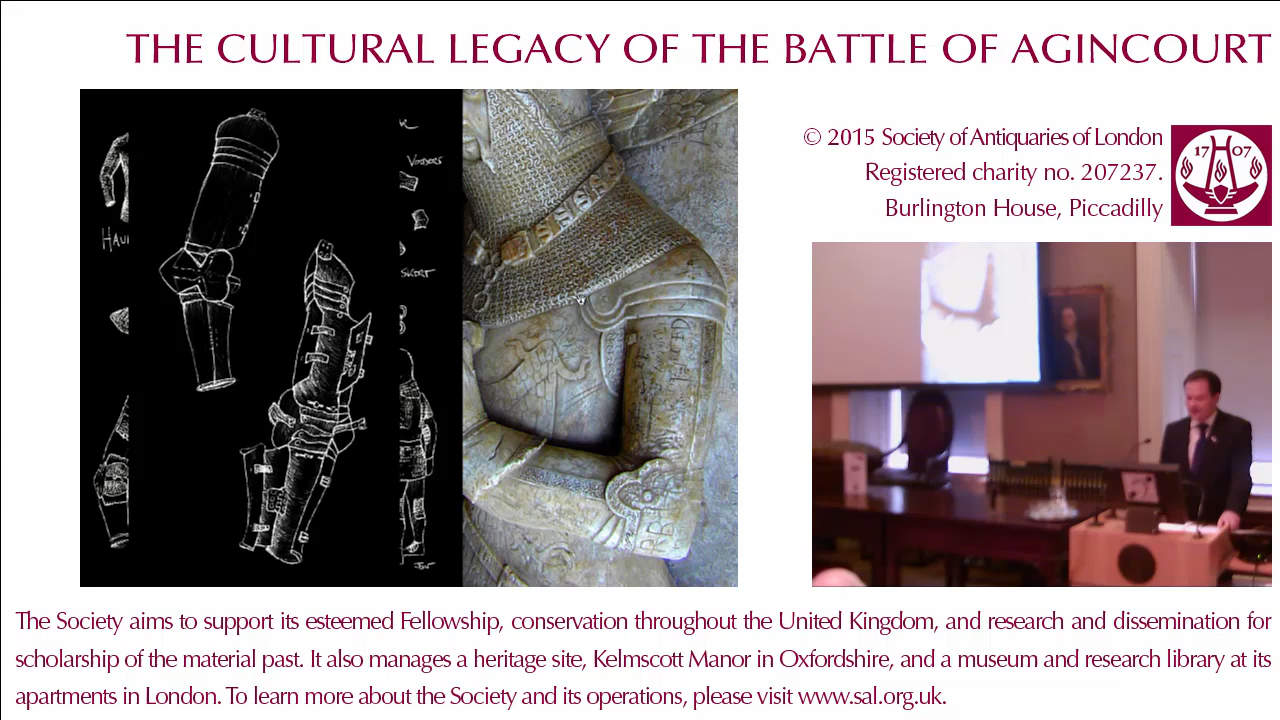 THE CULTURAL LEGACY OF THE BATTLE OF AGINCOURT
© 2015 Society of Antiquaries of London
Registered charity no. 207237.
Burlington House, Piccadilly
17 07
The Society aims to support its esteemed Fellowship, conservation throughout the United Kingdom, and research and dissemination for
scholarship of the material past. It also manages a heritage site, Kelmscott Manor in Oxfordshire, and a museum and research library at its
apartments in London. To learn more about the Society and its operations, please visit www.sal.org.uk.